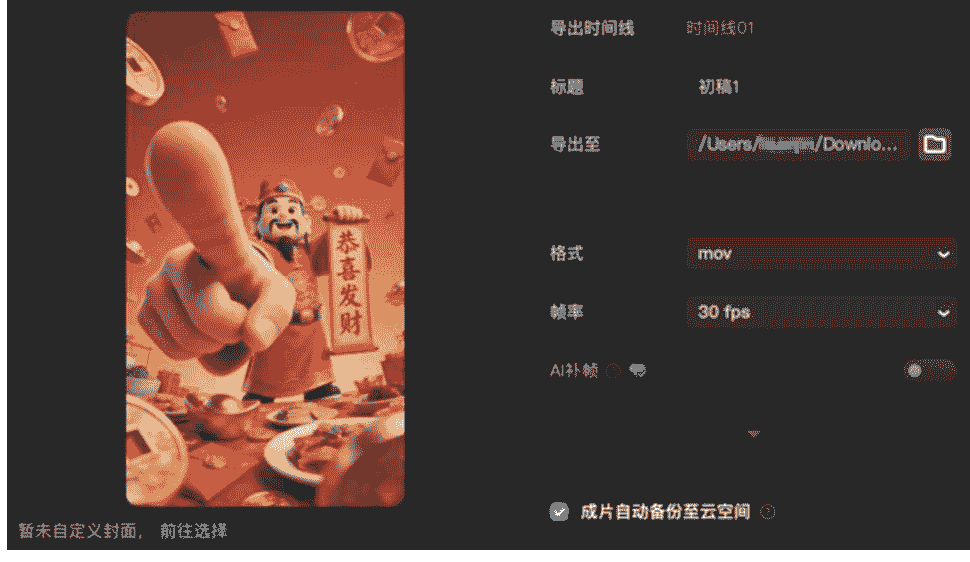 导出时间线 时间线01
标题 初稿1
导出至 /Users/ /Downlo...
格式 mov
帧率 30 fps
AI补帧
成片自动备份至云空间
暂未自定义封面， 前往选择
恭喜发财